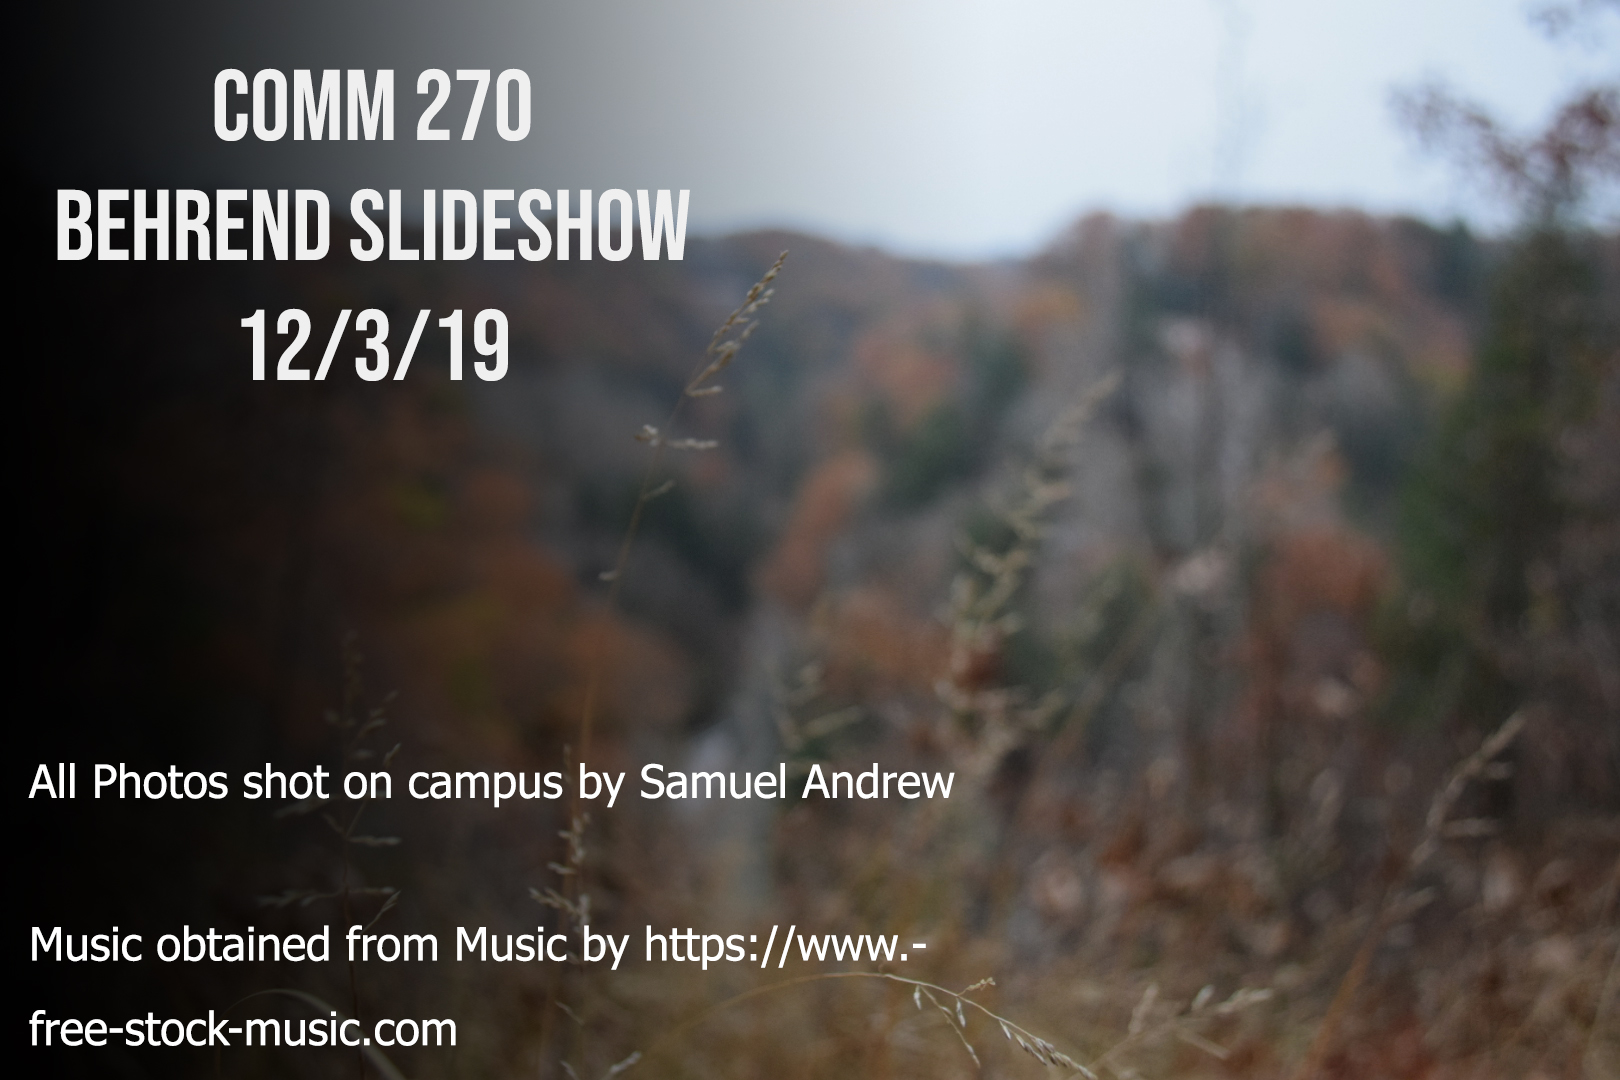 COMM 270
BEHREND SLIDESHOW
12/3/19
All Photos shot on campus by Samuel Andrew
Music obtained from Music by https://www.-
free-stock-music.com